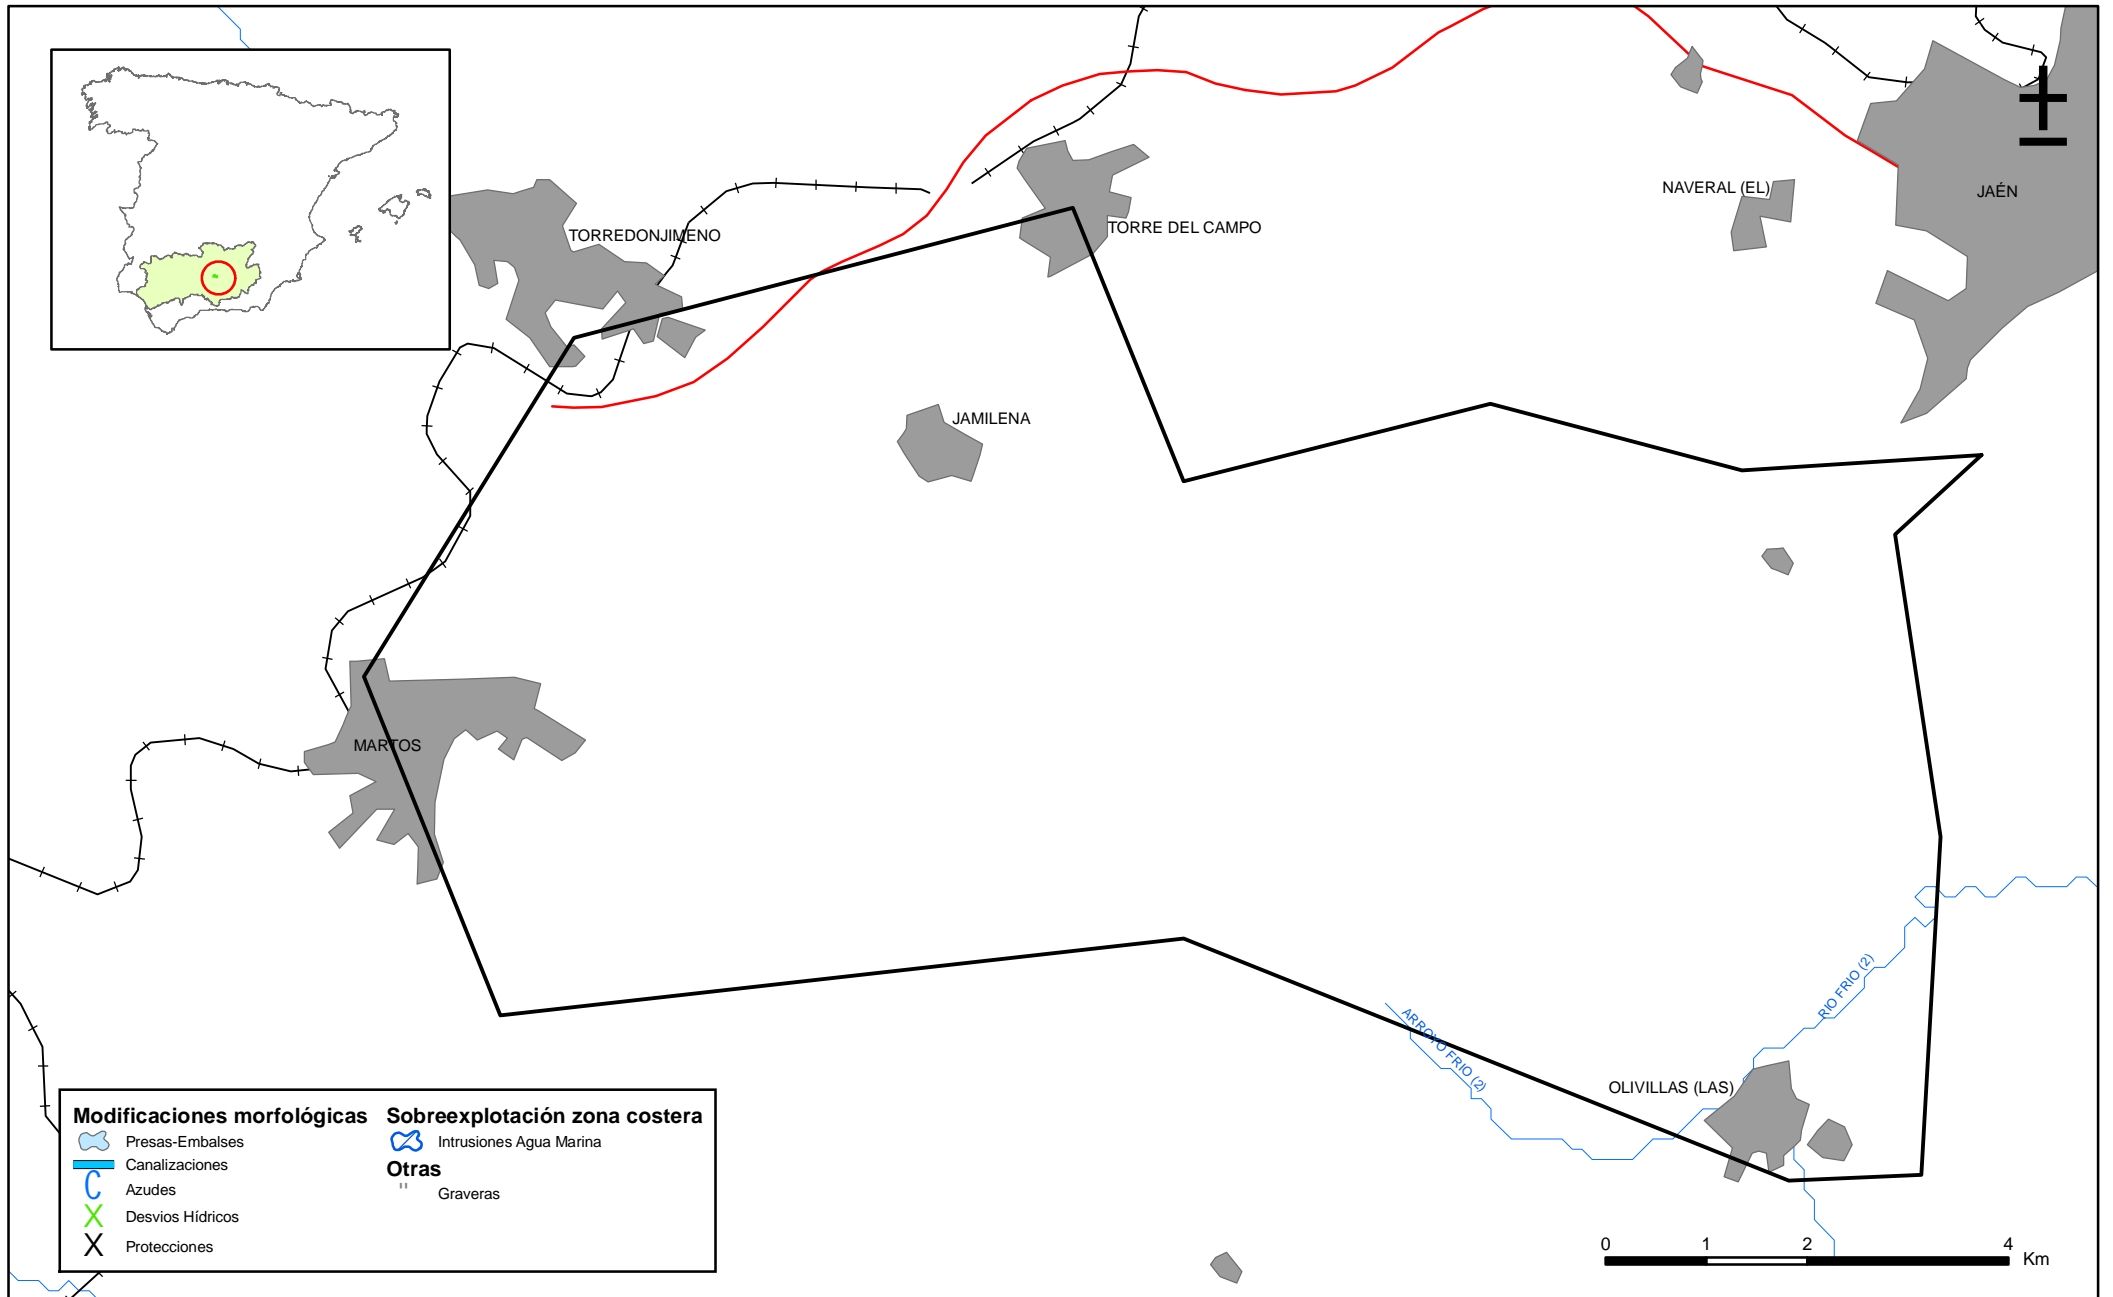 TORREDONJIMENO
TORRE DEL CAMPO
NAVERAL (EL)
JAÉN
JAMILENA
MARTOS
ARROYO FRIO (2)
RIO FRIO (2)
OLIVILLAS (LAS)
Modificaciones morfológicas
Presas-Embalses
Canalizaciones
Azudes
Desvios Hídricos
Protecciones
Sobreexplotación zona costera
Intrusiones Agua Marina
Otras
Graveras
0 1 2 4
Km